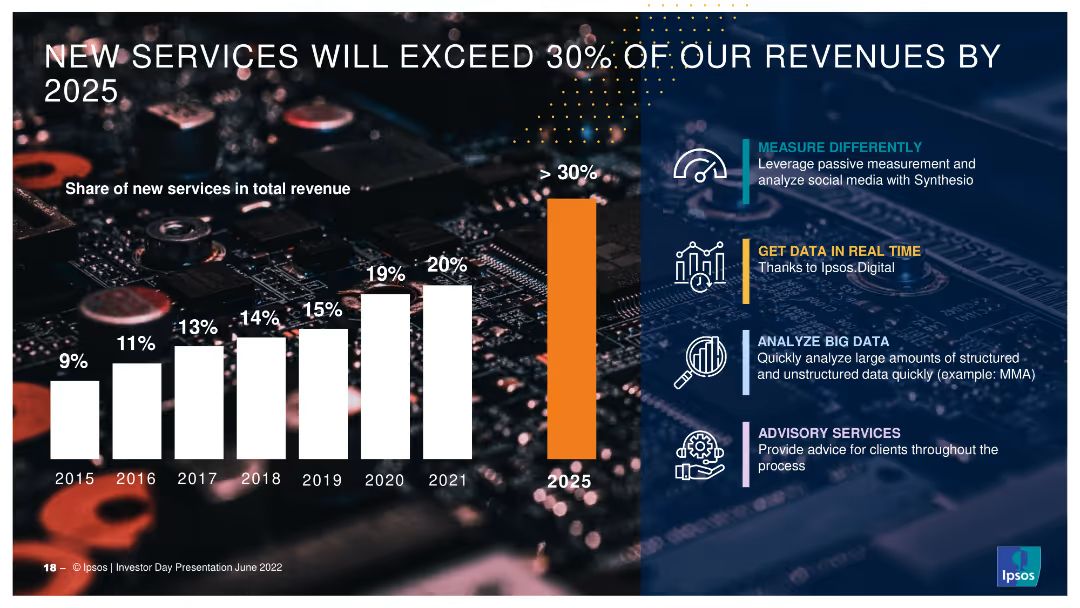 NEW SERVICES WILL EXCEED 30% OF OUR REVENUES BY
2025
Share of new services in total revenue
9%
11%
13%
14%
15%
19%
20%
> 30%
2015
2016
2017
2018
2019
2020
2021
2025
MEASURE DIFFERENTLY
Leverage passive measurement and
analyze social media with Synthesio
GET DATA IN REAL TIME
Thanks to Ipsos.Digital
ANALYZE BIG DATA
Quickly analyze large amounts of structured
and unstructured data quickly (example: MMA)
ADVISORY SERVICES
Provide advice for clients throughout the
process
18 – © Ipsos | Investor Day Presentation June 2022
Ipsos